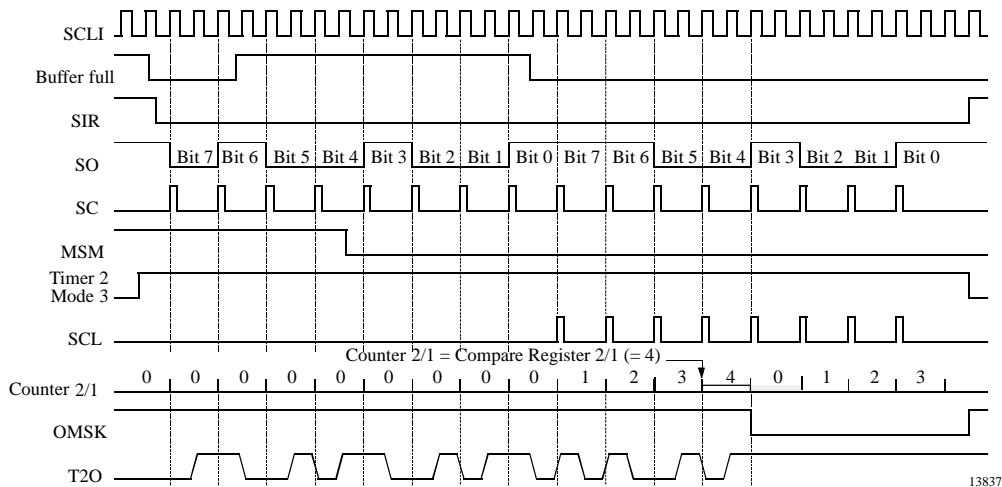 SCLI
Buffer full
SIR
SO Bit 7 Bit 6 Bit 5 Bit 4 Bit 3 Bit 2 Bit 1 Bit 0 Bit 7 Bit 6 Bit 5 Bit 4 Bit 3 Bit 2 Bit 1 Bit 0
SC
MSM
Timer 2
Mode 3
SCL
Counter 2/1 = Compare Register 2/1 (= 4)
Counter 2/1 0 0 0 0 0 0 0 0 0 1 2 3 4 0 1 2 3
OMSK
T2O
13837